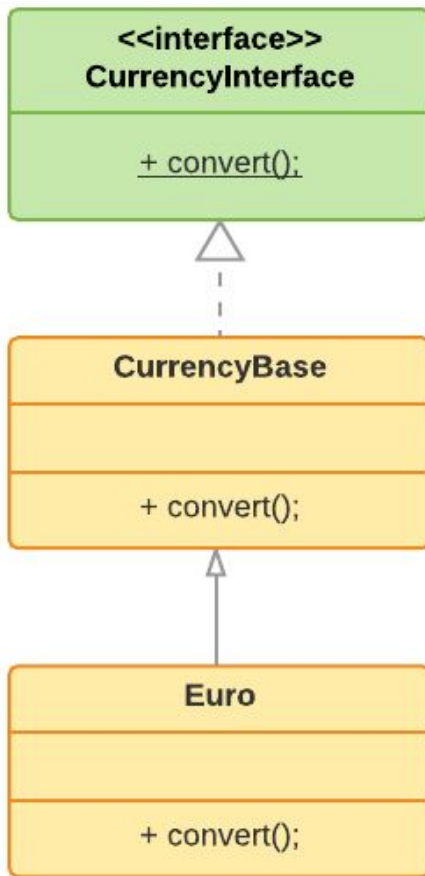 <<interface>>
CurrencyInterface
+ convert();
CurrencyBase
+ convert();
Euro
+ convert();